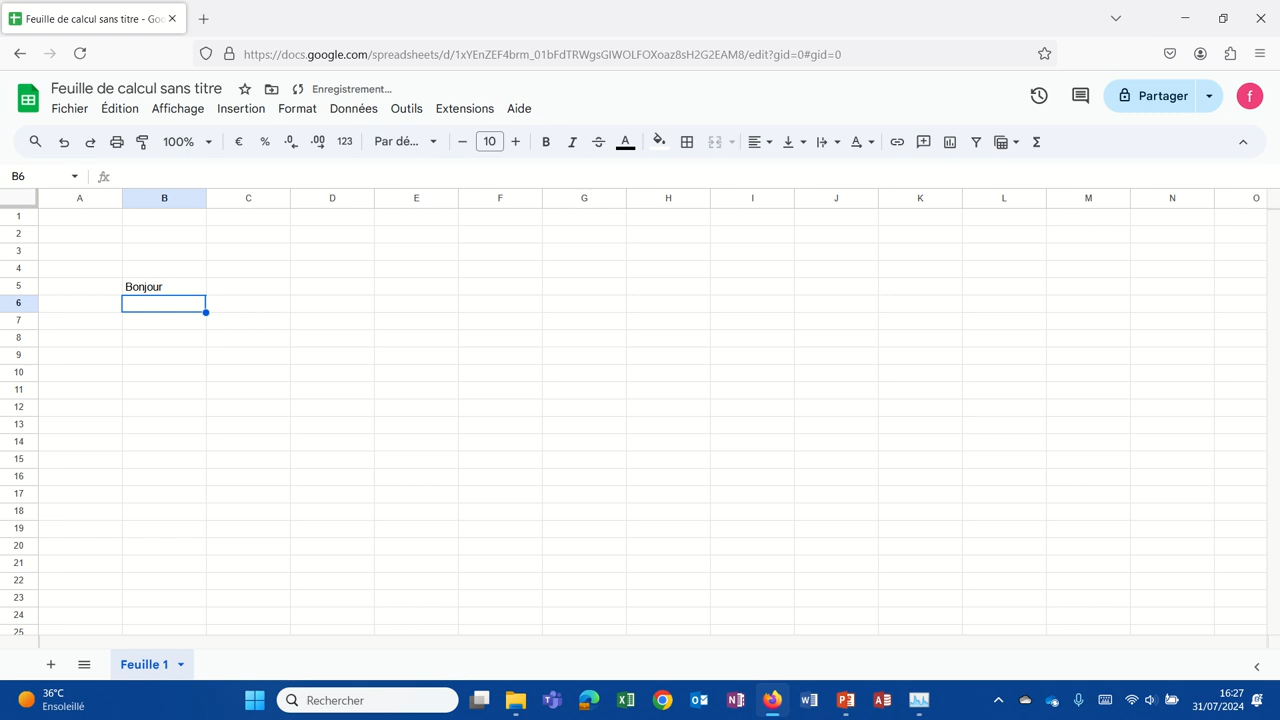 Feuille de calcul sans titre - Goo
https://docs.google.com/spreadsheets/d/1xYEnZEF4brm_01bFdTRWgsGIWOLFOXoaz8sH2G2EAM8/edit?gid=0#gid=0
Feuille de calcul sans titre
Enregistrement...
Fichier Édition Affichage Insertion Format Données Outils Extensions Aide
Partager
f
100% € % .0 .00 123 Par dé... 10 B I S A
B6
fx
A B C D E F G H I J K L M N O
1
2
3
4
5 Bonjour
6
7
8
9
10
11
12
13
14
15
16
17
18
19
20
21
22
23
24
25
Feuille 1
36°C
Ensoleillé
Rechercher
16:27
31/07/2024